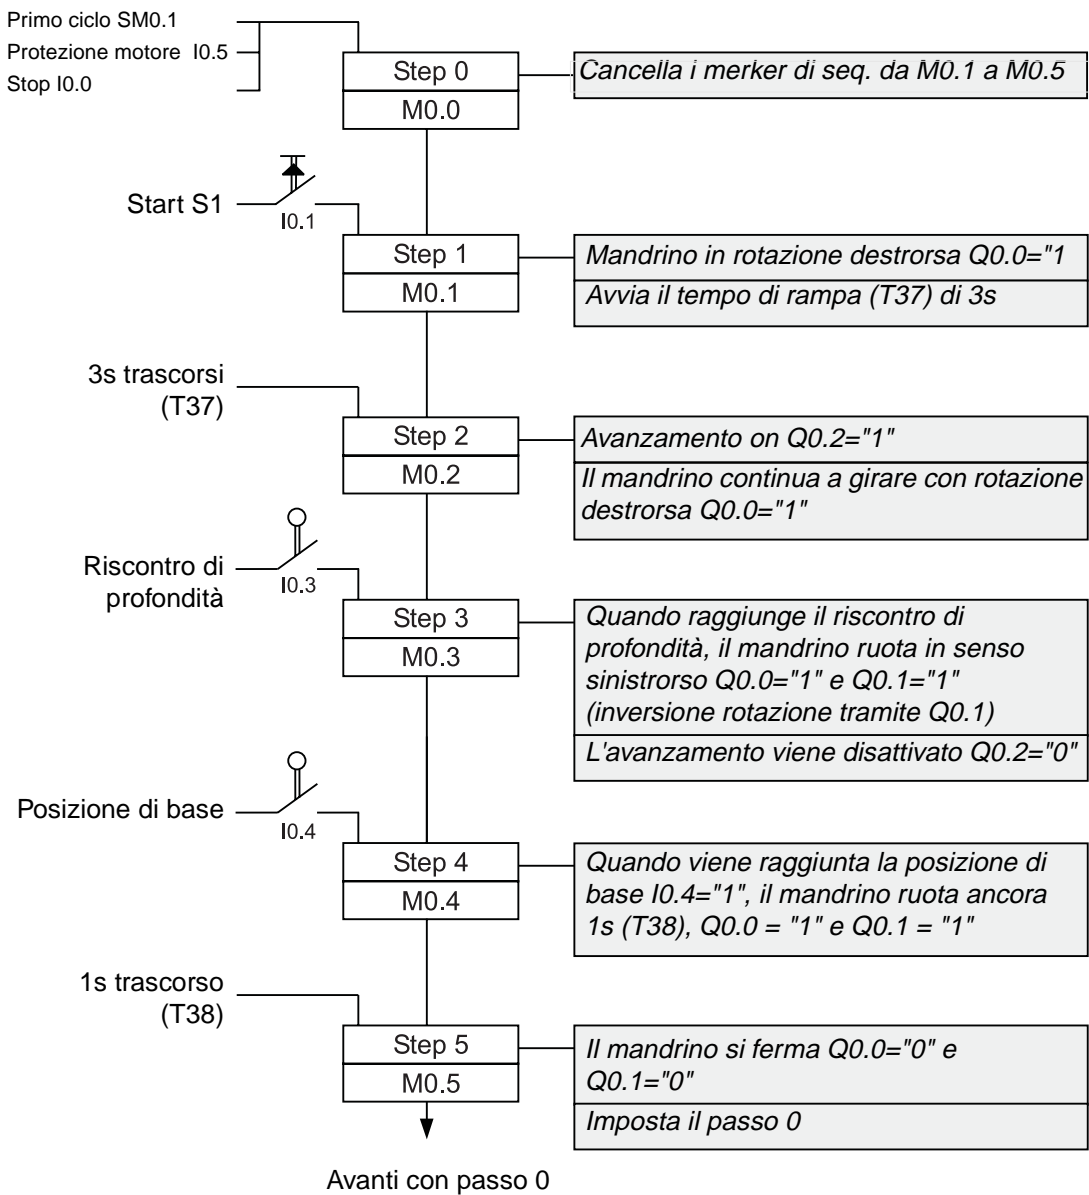 Primo ciclo SM0.1
Protezione motore I0.5
Stop I0.0
Step 0
M0.0
Cancella i merker di seq. da M0.1 a M0.5
Start S1
I0.1
Step 1
M0.1
Mandrino in rotazione destrorsa Q0.0="1
Avvia il tempo di rampa (T37) di 3s
3s trascorsi
(T37)
Step 2
M0.2
Avanzamento on Q0.2="1"
Il mandrino continua a girare con rotazione
destrorsa Q0.0="1"
Riscontro di
profondità
I0.3
Step 3
M0.3
Quando raggiunge il riscontro di
profondità, il mandrino ruota in senso
sinistrorso Q0.0="1" e Q0.1="1"
(inversione rotazione tramite Q0.1)
L'avanzamento viene disattivato Q0.2="0"
Posizione di base
I0.4
Step 4
M0.4
Quando viene raggiunta la posizione di
base I0.4="1", il mandrino ruota ancora
1s (T38), Q0.0 = "1" e Q0.1 = "1"
1s trascorso
(T38)
Step 5
M0.5
Il mandrino si ferma Q0.0="0" e
Q0.1="0"
Imposta il passo 0
Avanti con passo 0